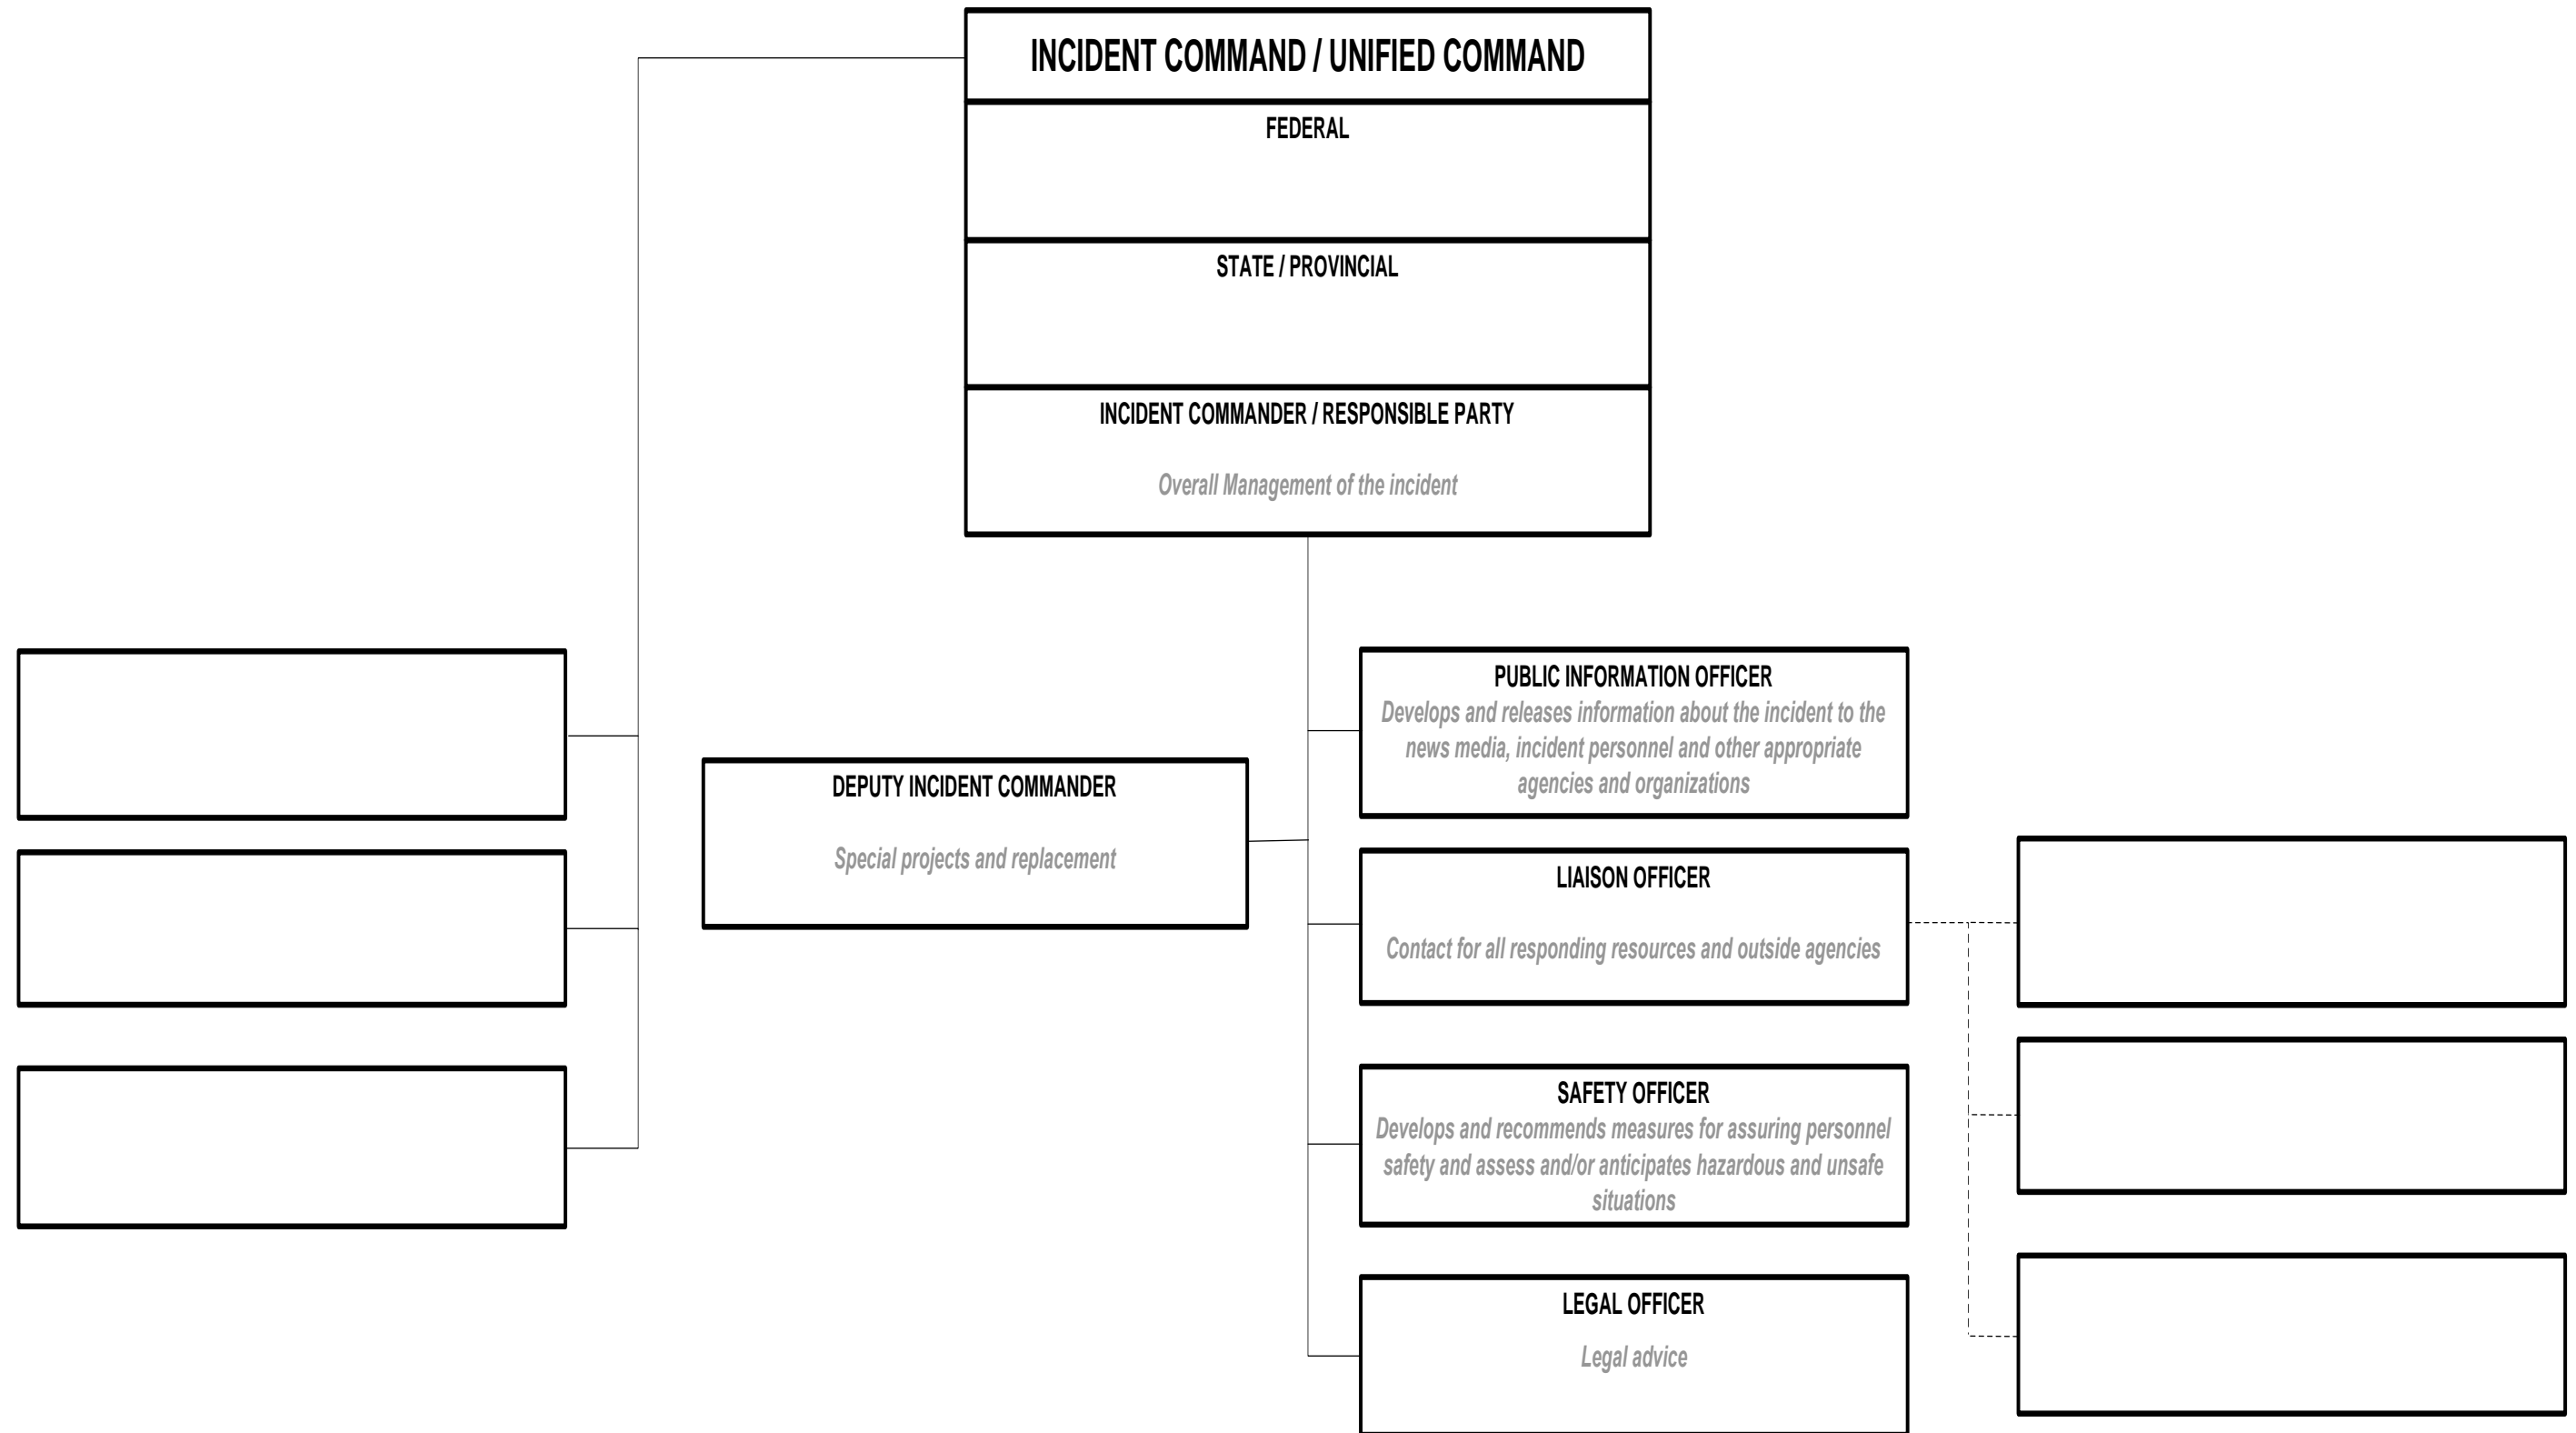 INCIDENT COMMAND / UNIFIED COMMAND
FEDERAL
STATE / PROVINCIAL
INCIDENT COMMANDER / RESPONSIBLE PARTY
Overall Management of the incident
DEPUTY INCIDENT COMMANDER
Special projects and replacement
PUBLIC INFORMATION OFFICER
Develops and releases information about the incident to the
news media, incident personnel and other appropriate
agencies and organizations
LIAISON OFFICER
Contact for all responding resources and outside agencies
SAFETY OFFICER
Develops and recommends measures for assuring personnel
safety and assess and/or anticipates hazardous and unsafe
situations
LEGAL OFFICER
Legal advice